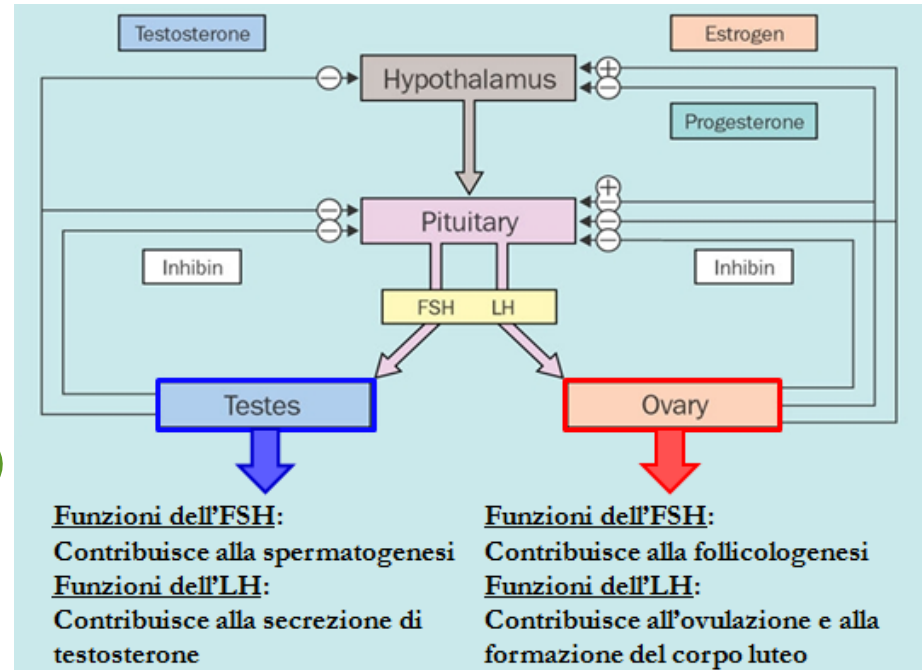 Testosterone
Estrogen
Hypothalamus
Progesterone
Pituitary
Inhibin
Inhibin
FSH LH
Testes
Ovary
Funzioni dell'FSH:
Contribuisce alla spermatogenesi
Funzioni dell'LH:
Contribuisce alla secrezione di
testosterone
Funzioni dell'FSH:
Contribuisce alla follicologenesi
Funzioni dell'LH:
Contribuisce all'ovulazione e alla
formazione del corpo luteo